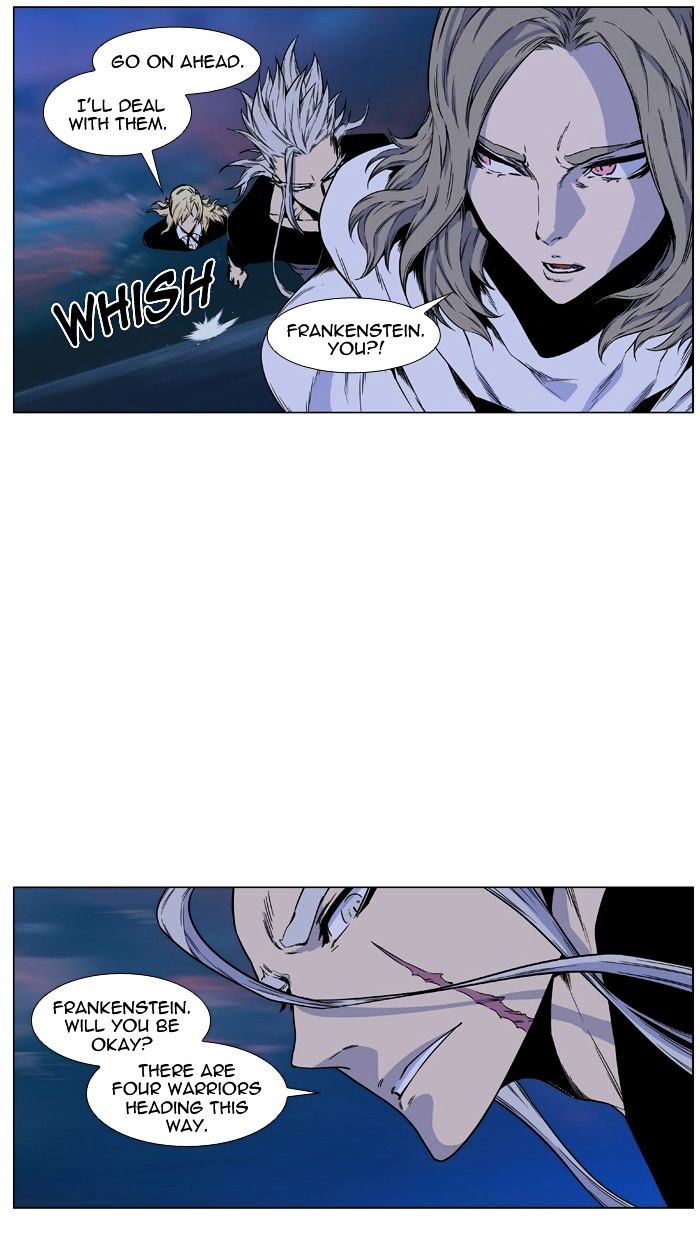 GO ON AHEAD.
I'LL DEAL
WITH THEM.
WHISH
FRANKENSTEIN.
YOU?!
FRANKENSTEIN.
WILL YOU BE
OKAY?
THERE ARE
FOUR WARRIORS
HEADING THIS
WAY.